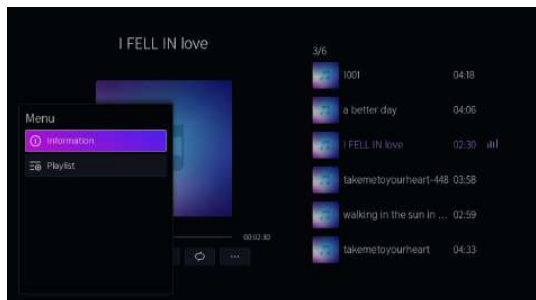 I FELL IN love
Menu
Information
Playlist
00:02:30
3/6
1001 04:18
a better day 04:06
I FELL IN love 02:30
takemetoyourheart-448 03:58
walking in the sun in ... 02:59
takemetoyourheart 04:33